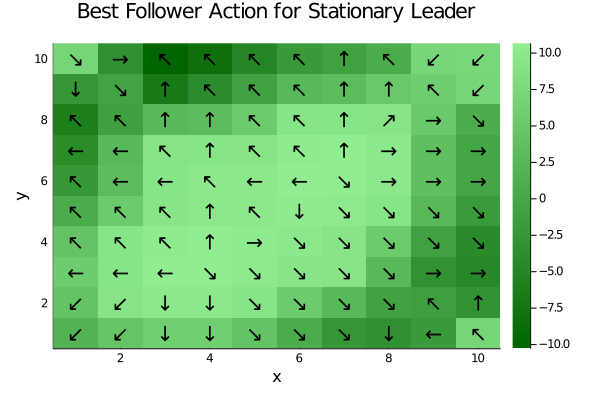 Best Follower Action for Stationary Leader
10 ↘ → ↖ ↖ ↖ ↖ ↑ ↖ ↙ ↙ 10.0
↓ ↘ ↑ ↖ ↖ ↖ ↑ ↑ ↖ ↙ 7.5
8 ↖ ↖ ↑ ↑ ↖ ↖ ↑ ↗ → ↘ 5.0
← ← ↖ ↑ ↖ ↖ ↑ → → → 2.5
6 ↖ ← ← ↖ ← ← ↘ → → → 0
↖ ↖ ↖ ↑ ↖ ↓ ↘ ↘ ↘ ↘
4 ↖ ↖ ↖ ↑ → ↘ ↘ ↘ ↘ ↘ -2.5
← ← ← ↘ ↘ ↘ ↘ ↘ → → -5.0
2 ↙ ↙ ↓ ↓ ↘ ↘ ↘ ↘ ↖ ↑ -7.5
↙ ↙ ↓ ↓ ↘ ↘ ↘ ↓ ← ↖ -10.0
y
2 4 6 8 10
x